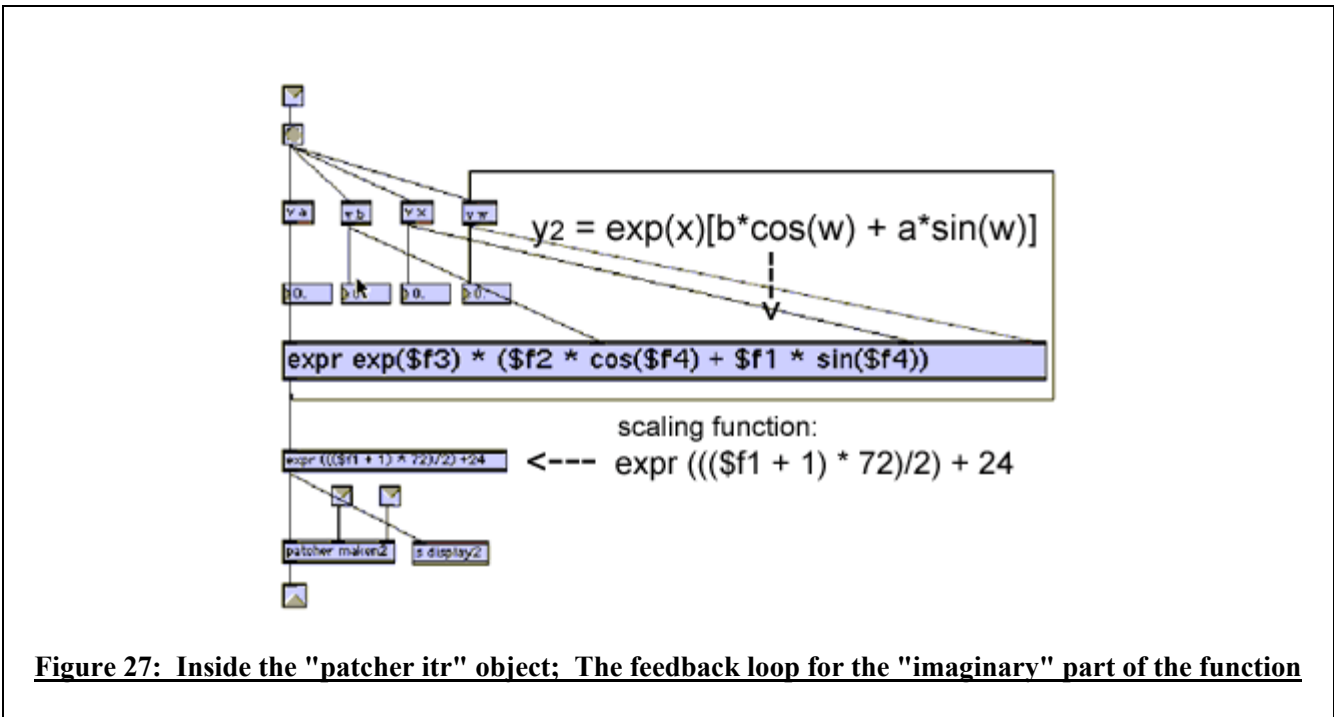 v a
v b
v x
v w
y2 = exp(x)[b*cos(w) + a*sin(w)]
0.
0.
0.
expr exp($f3) * ($f2 * cos($f4) + $f1 * sin($f4))
scaling function:
expr ((($f1 + 1) * 72)/2) +24
<--- expr ((($f1 + 1) * 72)/2) + 24
patcher maken2
s display2
Figure 27: Inside the "patcher itr" object; The feedback loop for the "imaginary" part of the function